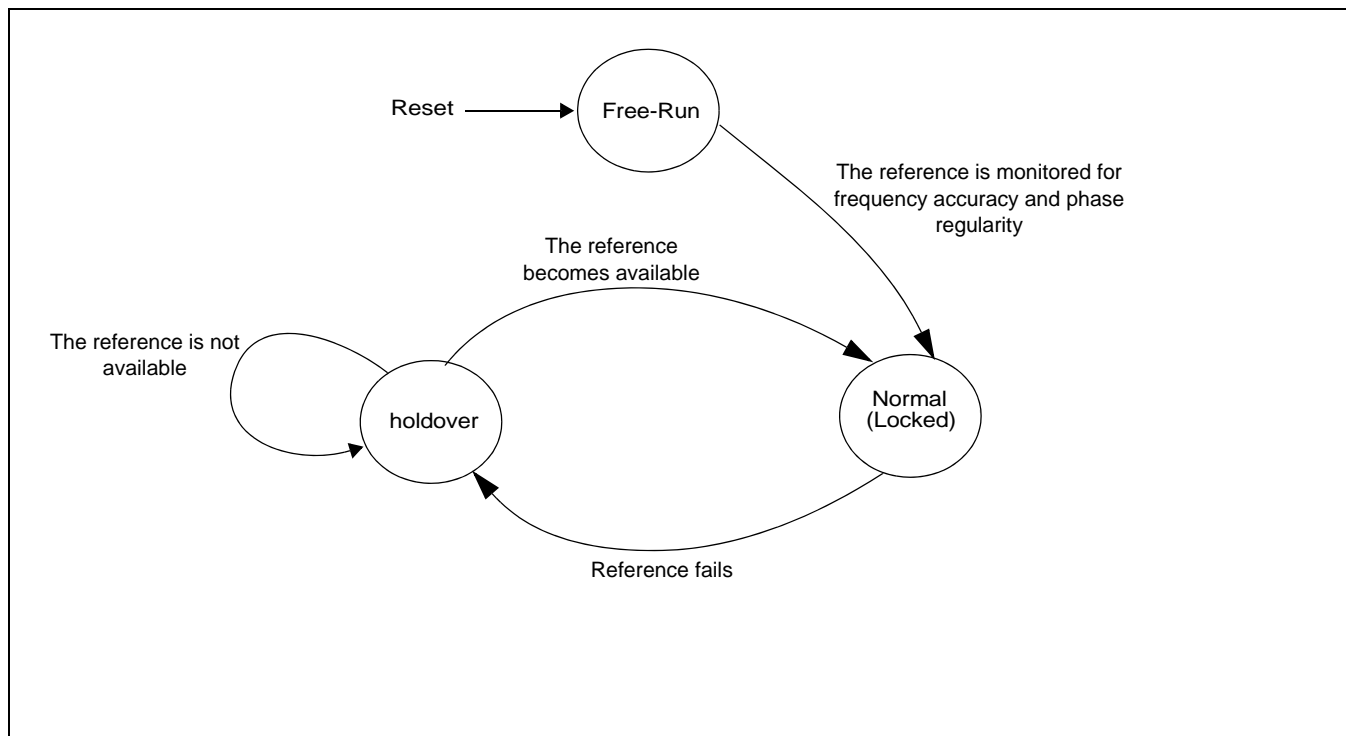 Reset
Free-Run
The reference is monitored for
frequency accuracy and phase
regularity
The reference
becomes available
The reference is not
available
holdover
Normal
(Locked)
Reference fails